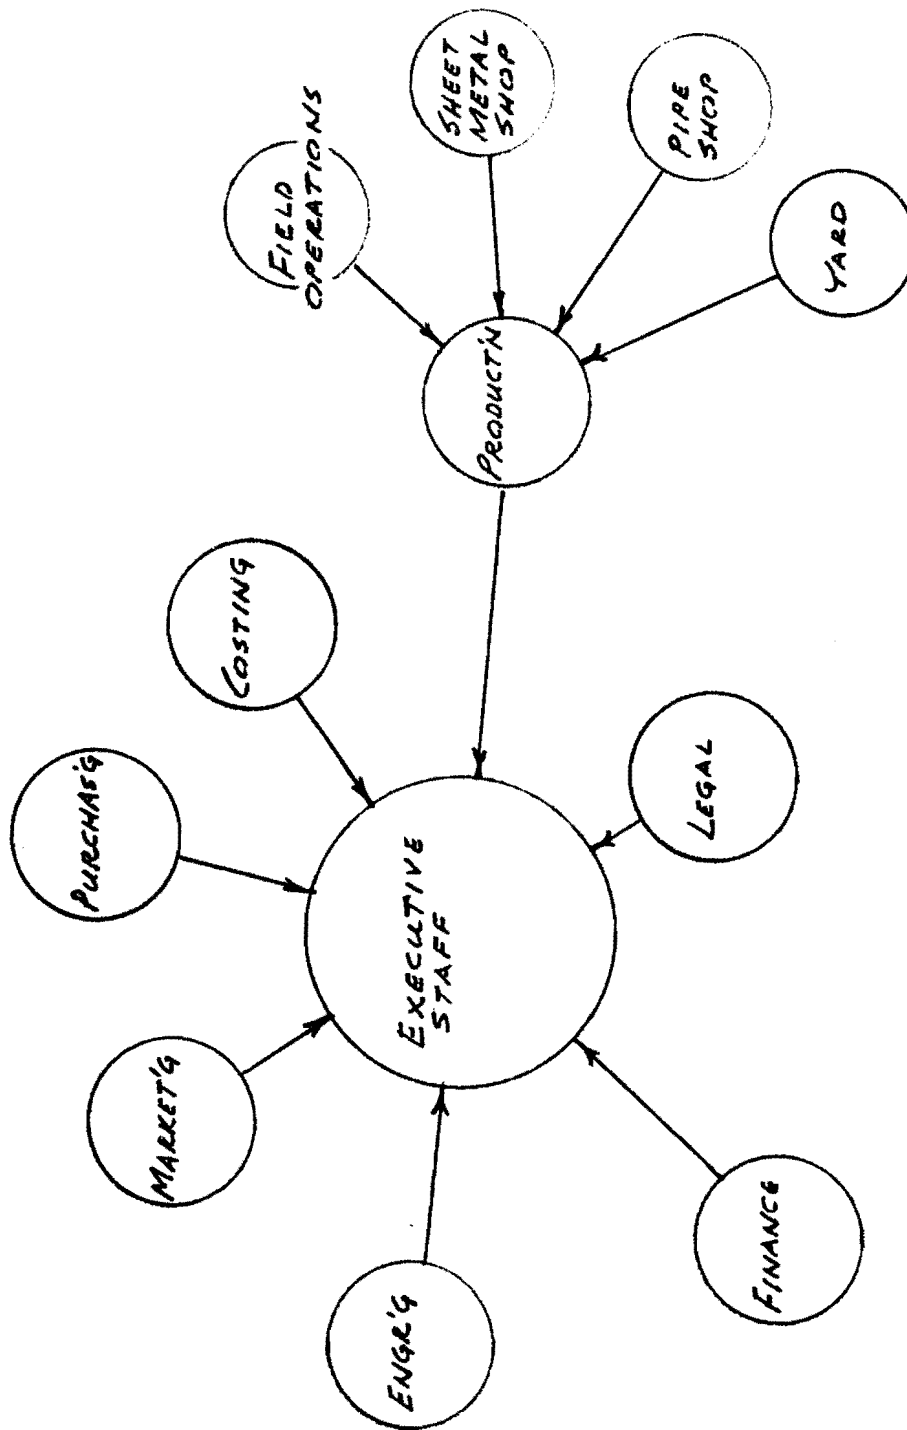 PURCHAS'G
MARKET'G
COSTING
FIELD
OPERATIONS
ENGR'G
EXECUTIVE
STAFF
PRODUCT'N
SHEET
METAL
SHOP
PIPE
SHOP
LEGAL
FINANCE
YARD